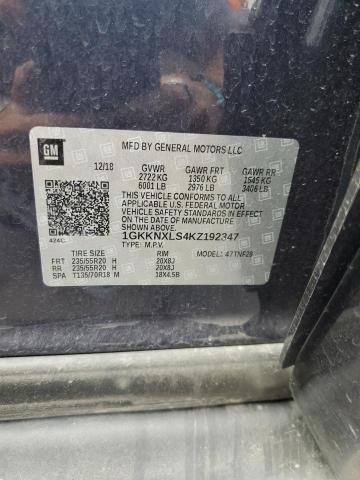 GM
MFD BY GENERAL MOTORS LLC
12/18 GVWR GAWR FRT GAWR RR
2722 KG 1350 KG 1545 KG
6001 LB 2976 LB 3406 LB
THIS VEHICLE CONFORMS TO ALL
APPLICABLE U.S. FEDERAL MOTOR
VEHICLE SAFETY STANDARDS IN EFFECT ON
THE DATE OF MANUFACTURE SHOWN ABOVE.
424C 1GKKNXLS4KZ192347
TYPE: M.P.V.
TIRE SIZE RIM MODEL: 47TNF26
FRT 235/55R20 H 20X8J
RR 235/55R20 H 20X8J
SPA T135/70R18 M 18X4.5B